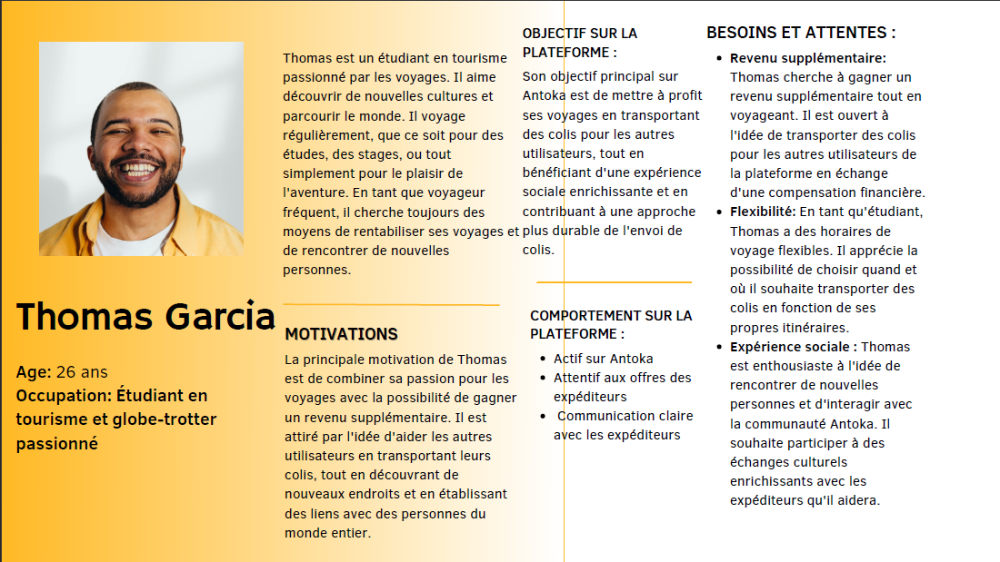 Thomas Garcia
Age: 26 ans
Occupation: Étudiant en
tourisme et globe-trotter
passionné
Thomas est un étudiant en tourisme
passionné par les voyages. Il aime
découvrir de nouvelles cultures et
parcourir le monde. Il voyage
régulièrement, que ce soit pour des
études, des stages, ou tout
simplement pour le plaisir de
l'aventure. En tant que voyageur
fréquent, il cherche toujours des
moyens de rentabiliser ses voyages et
de rencontrer de nouvelles
personnes.
MOTIVATIONS
La principale motivation de Thomas
est de combiner sa passion pour les
voyages avec la possibilité de gagner
un revenu supplémentaire. Il est
attiré par l'idée d'aider les autres
utilisateurs en transportant leurs
colis, tout en découvrant de
nouveaux endroits et en établissant
des liens avec des personnes du
monde entier.
OBJECTIF SUR LA
PLATEFORME :
Son objectif principal sur
Antoka est de mettre à profit
ses voyages en transportant
des colis pour les autres
utilisateurs, tout en
bénéficiant d'une expérience
sociale enrichissante et en
contribuant à une approche
plus durable de l'envoi de
colis.
COMPORTEMENT SUR LA
PLATEFORME :
• Actif sur Antoka
• Attentif aux offres des
expéditeurs
• Communication claire
avec les expéditeurs
BESOINS ET ATTENTES :
• Revenu supplémentaire:
Thomas cherche à gagner un
revenu supplémentaire tout en
voyageant. Il est ouvert à
l'idée de transporter des colis
pour les autres utilisateurs de
la plateforme en échange
d'une compensation financière.
• Flexibilité: En tant qu'étudiant,
Thomas a des horaires de
voyage flexibles. Il apprécie la
possibilité de choisir quand et
où il souhaite transporter des
colis en fonction de ses
propres itinéraires.
• Expérience sociale : Thomas
est enthousiaste à l'idée de
rencontrer de nouvelles
personnes et d'interagir avec
la communauté Antoka. Il
souhaite participer à des
échanges culturels
enrichissants avec les
expéditeurs qu'il aidera.